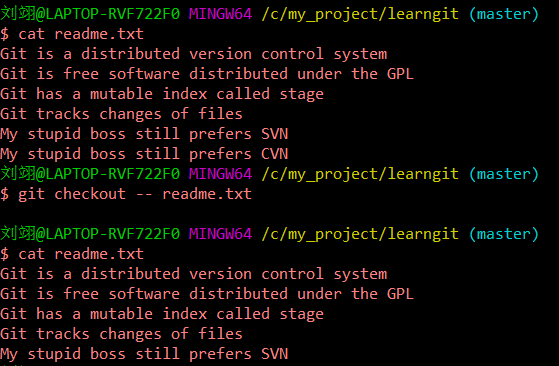 刘翊@LAPTOP-RVF722F0 MINGW64 /c/my_project/learngit (master)
$ cat readme.txt
Git is a distributed version control system
Git is free software distributed under the GPL
Git has a mutable index called stage
Git tracks changes of files
My stupid boss still prefers SVN
My stupid boss still prefers CVN
刘翊@LAPTOP-RVF722F0 MINGW64 /c/my_project/learngit (master)
$ git checkout -- readme.txt
刘翊@LAPTOP-RVF722F0 MINGW64 /c/my_project/learngit (master)
$ cat readme.txt
Git is a distributed version control system
Git is free software distributed under the GPL
Git has a mutable index called stage
Git tracks changes of files
My stupid boss still prefers SVN